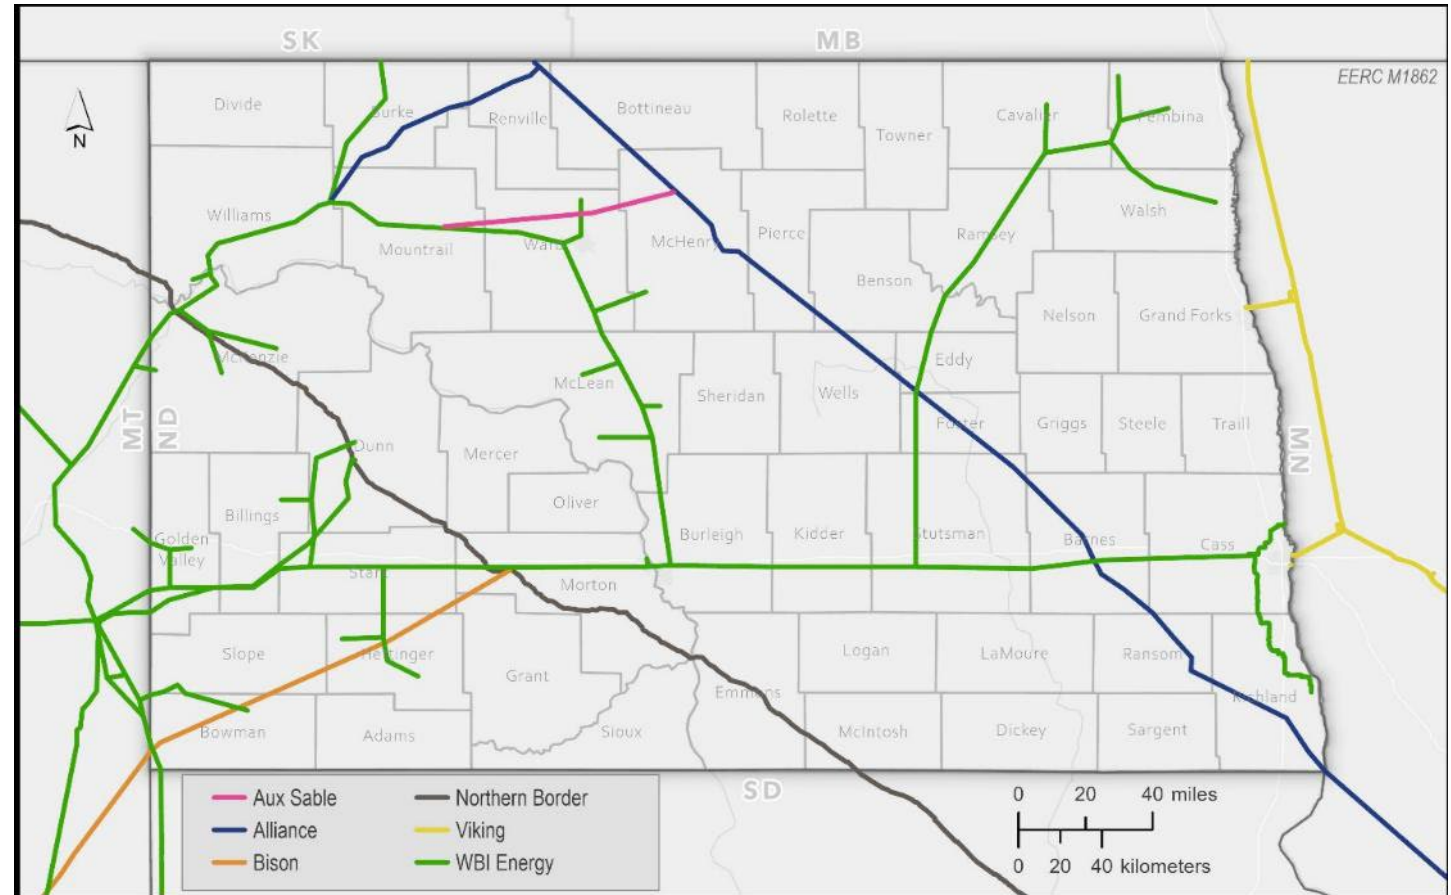 SK
MB
EERC M1862
N
Divide
Burke
Renville
Bottineau
Rolette
Towner
Cavalier
Pembina
Williams
Mountrail
Ward
McHenry
Pierce
Benson
Ramsey
Walsh
Nelson
Grand Forks
McKenzie
McLean
Sheridan
Wells
Eddy
Foster
Griggs
Steele
Traill
MT
ND
MN
Dunn
Mercer
Oliver
Billings
Golden
Valley
Burleigh
Kidder
Stutsman
Barnes
Cass
Stark
Morton
Slope
Hettinger
Grant
Emmons
Logan
LaMoure
Ransom
Richland
Bowman
Adams
Sioux
McIntosh
Dickey
Sargent
SD
Aux Sable
Alliance
Bison
Northern Border
Viking
WBI Energy
0 20 40 miles
0 20 40 kilometers